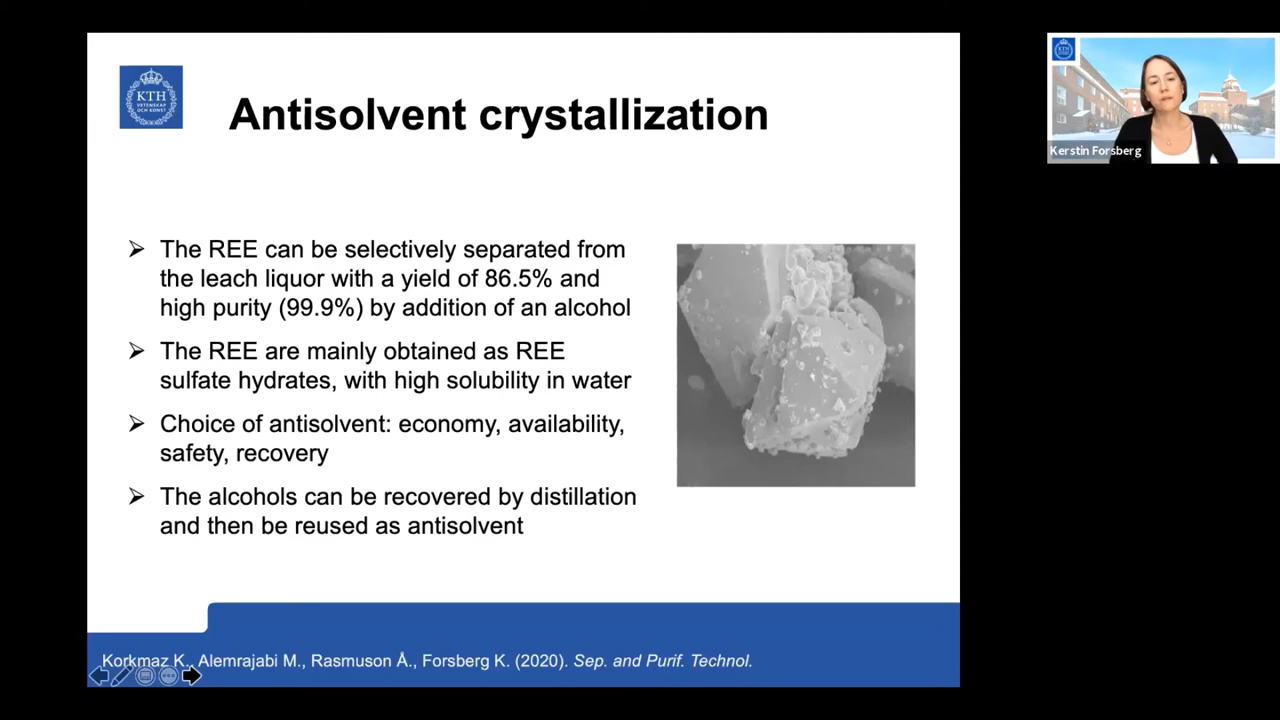 KTH
VETENSKAP
OCH KONST
Antisolvent crystallization
➢ The REE can be selectively separated from
the leach liquor with a yield of 86.5% and
high purity (99.9%) by addition of an alcohol
➢ The REE are mainly obtained as REE
sulfate hydrates, with high solubility in water
➢ Choice of antisolvent: economy, availability,
safety, recovery
➢ The alcohols can be recovered by distillation
and then be reused as antisolvent
Korkmaz K., Alemrajabi M., Rasmuson Å., Forsberg K. (2020). Sep. and Purif. Technol.
KTH
Kerstin Forsberg